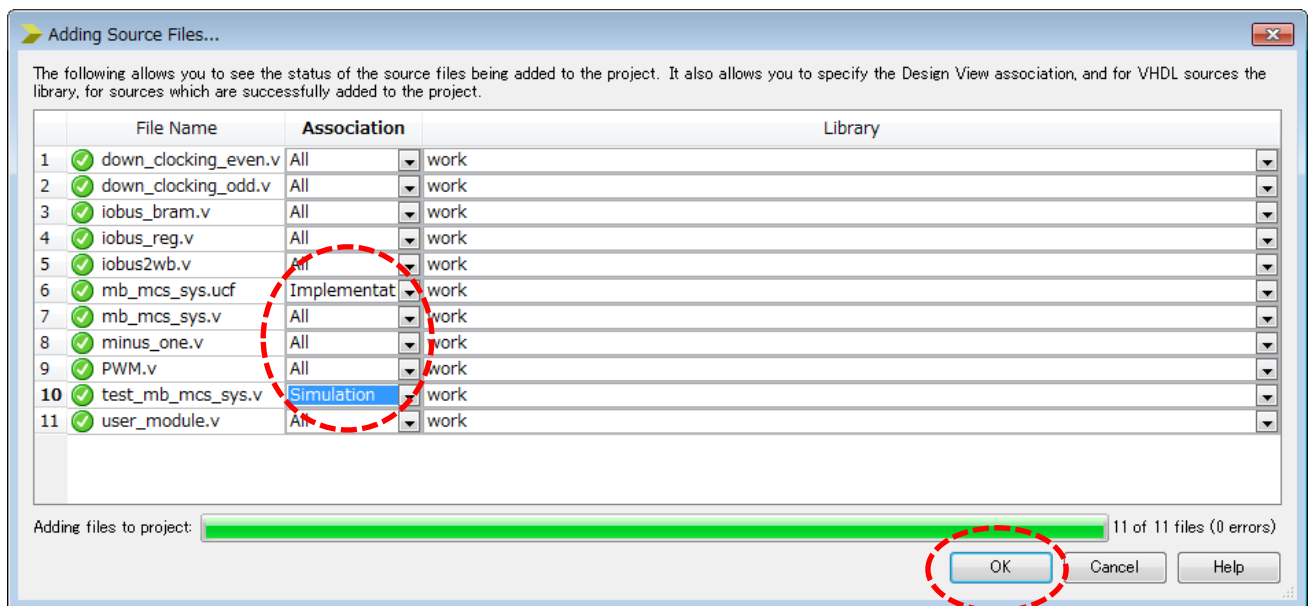 Adding Source Files...
The following allows you to see the status of the source files being added to the project. It also allows you to specify the Design View association, and for VHDL sources the
library, for sources which are successfully added to the project.
File Name Association Library
1 down_clocking_even.v All work
2 down_clocking_odd.v All work
3 iobus_bram.v All work
4 iobus_reg.v All work
5 iobus2wb.v All work
6 mb_mcs_sys.ucf Implementat work
7 mb_mcs_sys.v All work
8 minus_one.v All work
9 PWM.v All work
10 test_mb_mcs_sys.v Simulation work
11 user_module.v All work
Adding files to project: 11 of 11 files (0 errors)
OK Cancel Help